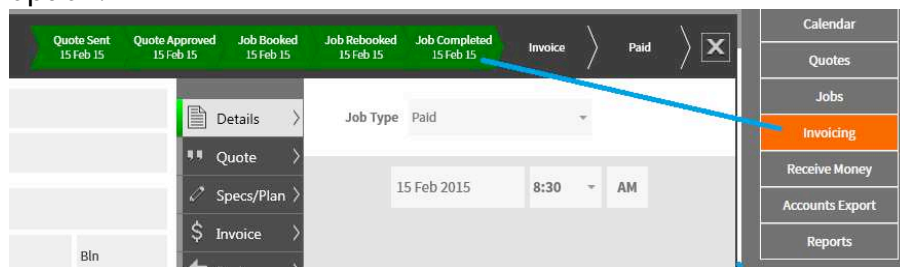 Quote Sent Quote Approved Job Booked Job Rebooked Job Completed Invoice Paid X
15 Feb 15 15 Feb 15 15 Feb 15 15 Feb 15 15 Feb 15
Details
Quote
Specs/Plan
Invoice
Job Type Paid
15 Feb 2015 8:30 AM
Bln
Calendar
Quotes
Jobs
Invoicing
Receive Money
Accounts Export
Reports